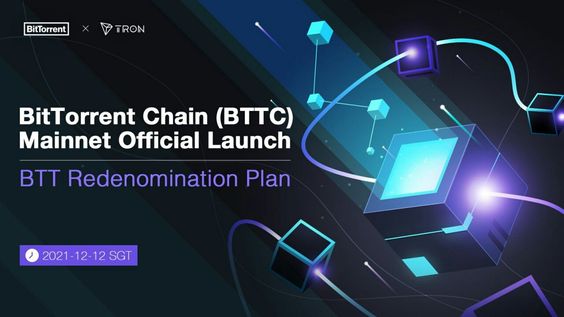 BitTorrent × TRON
BitTorrent Chain (BTTC)
Mainnet Official Launch
BTT Redenomination Plan
2021-12-12 SGT